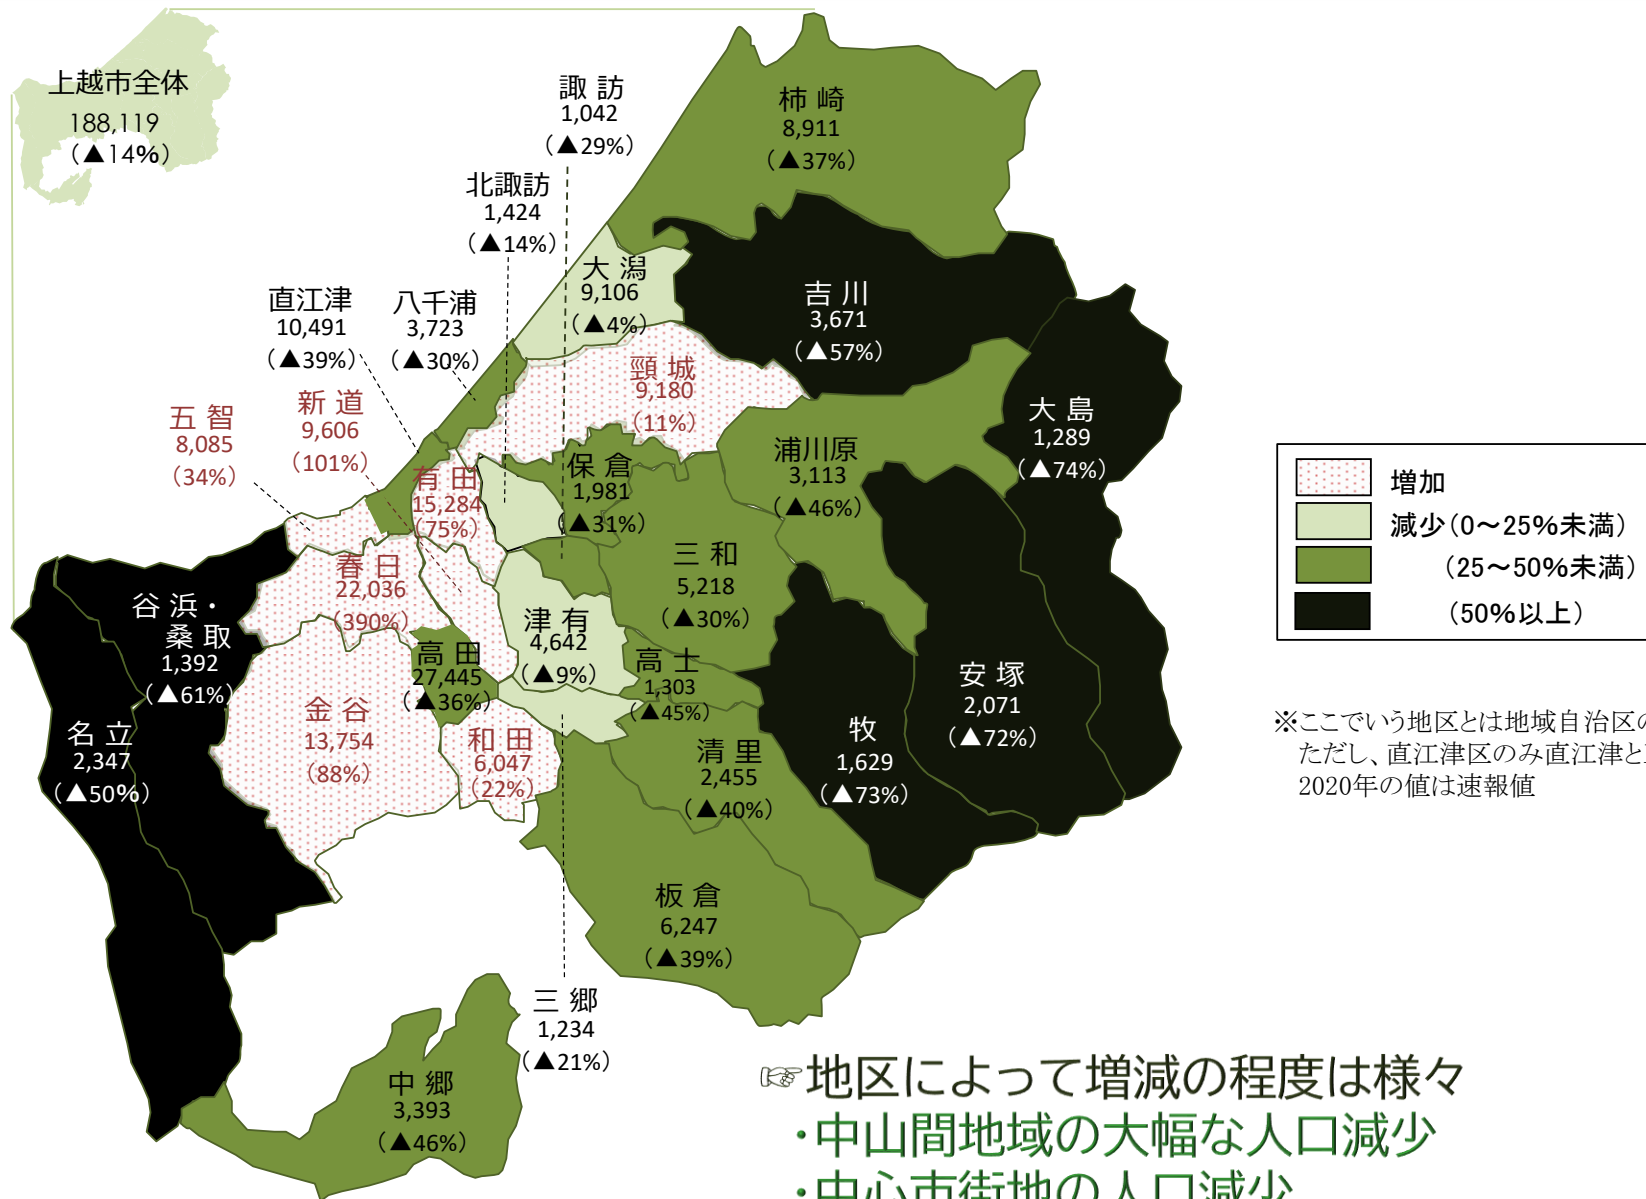 上越市全体
188,119
(▲14%)
諏 訪
1,042
(▲29%)
柿 崎
8,911
(▲37%)
北諏訪
1,424
(▲14%)
大 潟
9,106
(▲4%)
吉 川
3,671
(△57%)
直江津
10,491
(▲39%)
八千浦
3,723
(▲30%)
頸 城
9,180
(11%)
五 智
8,085
(34%)
新 道
9,606
(101%)
大 島
1,289
(△74%)
有 田
15,284
(75%)
保 倉
1,981
(▲31%)
浦川原
3,113
(▲46%)
増加
減少(0～25%未満)
(25～50%未満)
(50%以上)
春 日
22,036
(390%)
三 和
5,218
(▲30%)
谷 浜・
桑 取
1,392
(△61%)
津 有
4,642
(▲9%)
高 田
27,445
(▲36%)
高 士
1,303
(▲45%)
安 塚
2,071
(△72%)
金 谷
13,754
(88%)
名 立
2,347
(△50%)
和 田
6,047
(22%)
清 里
2,455
(▲40%)
牧
1,629
(△73%)
※ここでいう地区とは地域自治区の
ただし、直江津区のみ直江津と
2020年の値は速報値
板 倉
6,247
(▲39%)
三 郷
1,234
(▲21%)
中 郷
3,393
(▲46%)
☞地区によって増減の程度は様々
・中山間地域の大幅な人口減少
・中心市街地の人口減少